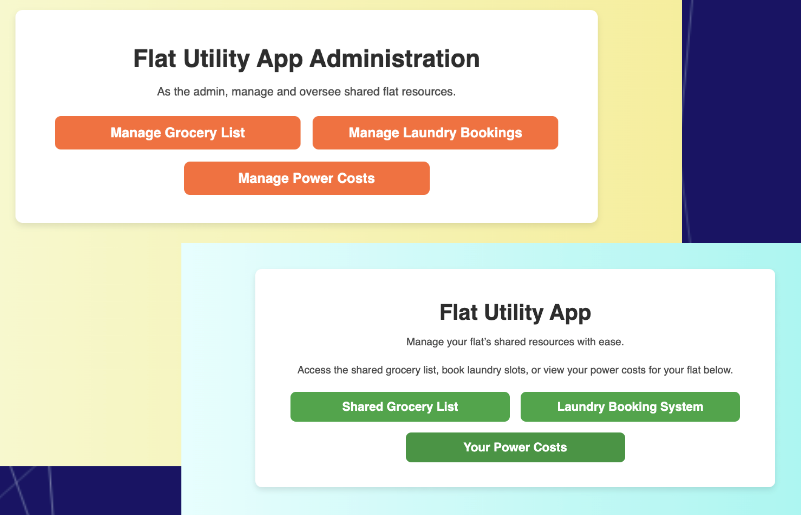 Flat Utility App Administration
As the admin, manage and oversee shared flat resources.
Manage Grocery List
Manage Laundry Bookings
Manage Power Costs
Flat Utility App
Manage your flat's shared resources with ease.
Access the shared grocery list, book laundry slots, or view your power costs for your flat below.
Shared Grocery List
Laundry Booking System
Your Power Costs